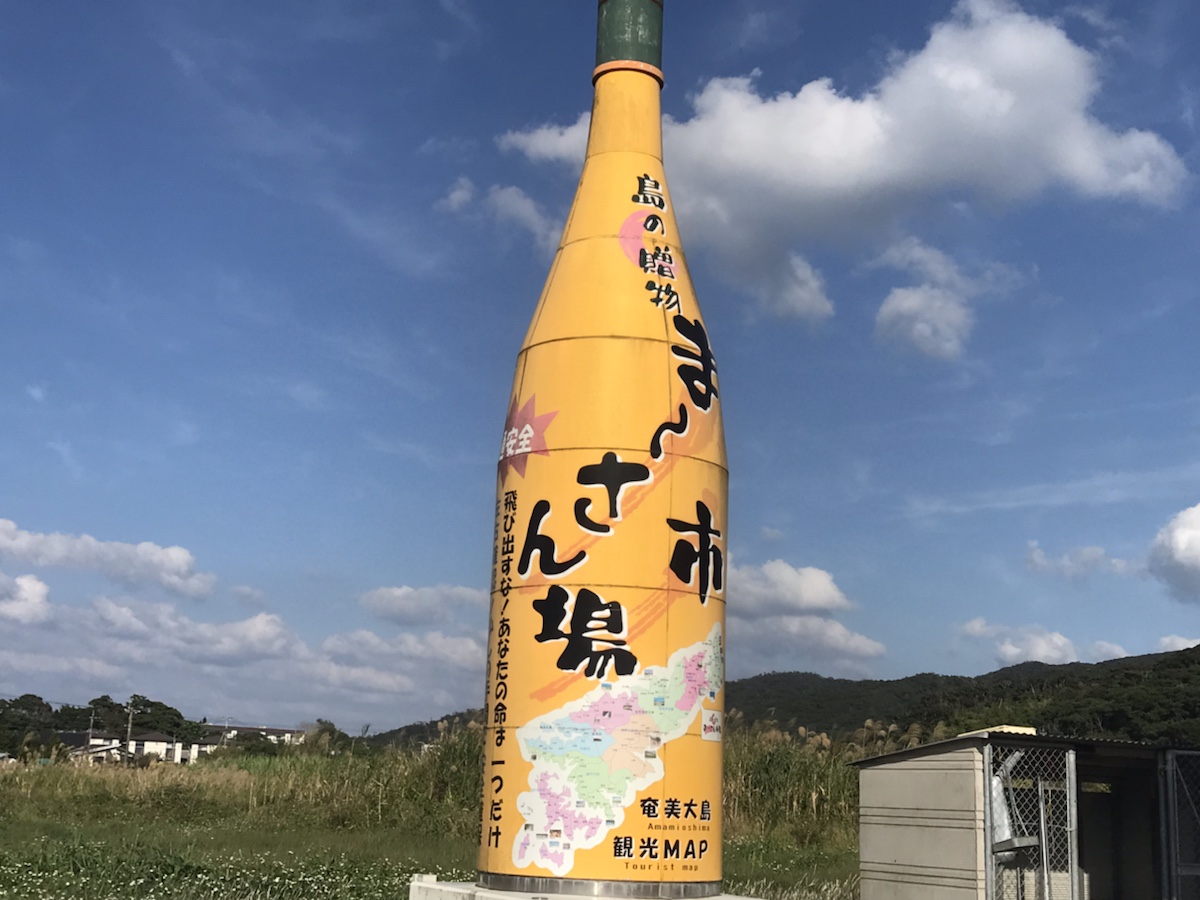 島の贈物
ま〜さん市場
安全
飛び出すな!あなたの命は一つだけ
奄美大島
Amamioshima
観光MAP
Tourist map